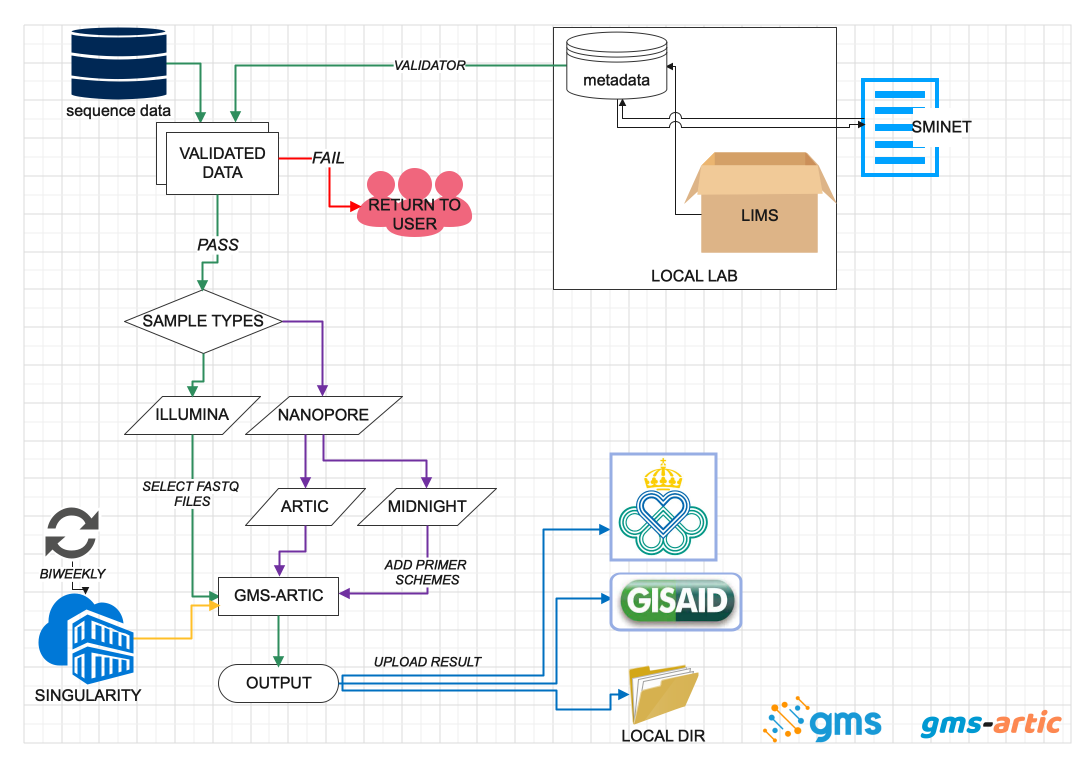 sequence data
VALIDATOR
metadata
SMINET
VALIDATED
DATA
FAIL
RETURN TO
USER
LIMS
LOCAL LAB
PASS
SAMPLE TYPES
ILLUMINA
NANOPORE
SELECT FASTQ
FILES
ARTIC
MIDNIGHT
BIWEEKLY
ADD PRIMER
SCHEMES
GMS-ARTIC
GISAID
SINGULARITY
OUTPUT
UPLOAD RESULT
LOCAL DIR
gms
gms-artic